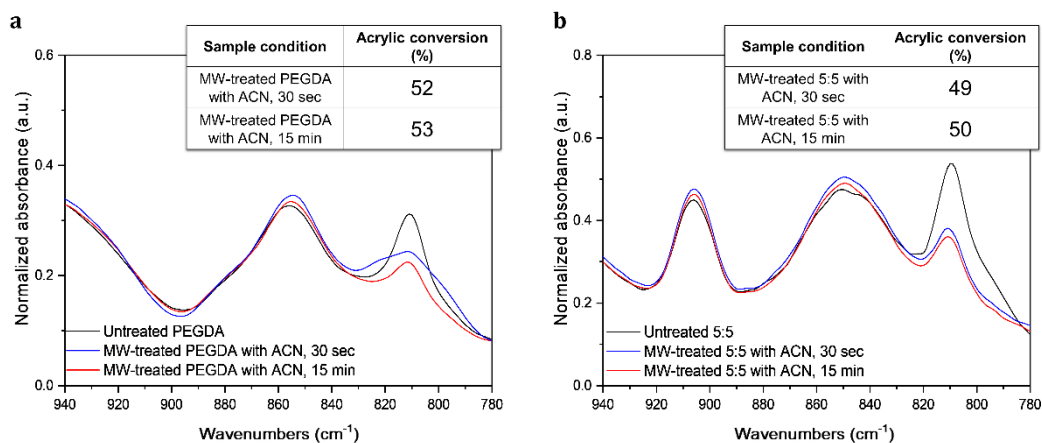 a
Sample condition
Acrylic conversion
(%)
MW-treated PEGDA
with ACN, 30 sec
52
MW-treated PEGDA
with ACN, 15 min
53
Normalized absorbance (a.u.)
0.6
0.4
0.2
0.0
Untreated PEGDA
MW-treated PEGDA with ACN, 30 sec
MW-treated PEGDA with ACN, 15 min
940 920 900 880 860 840 820 800 780
Wavenumbers (cm⁻¹)
b
Sample condition
Acrylic conversion
(%)
MW-treated 5:5 with
ACN, 30 sec
49
MW-treated 5:5 with
ACN, 15 min
50
Normalized absorbance (a.u.)
0.8
0.6
0.4
0.2
0.0
Untreated 5:5
MW-treated 5:5 with ACN, 30 sec
MW-treated 5:5 with ACN, 15 min
940 920 900 880 860 840 820 800 780
Wavenumbers (cm⁻¹)